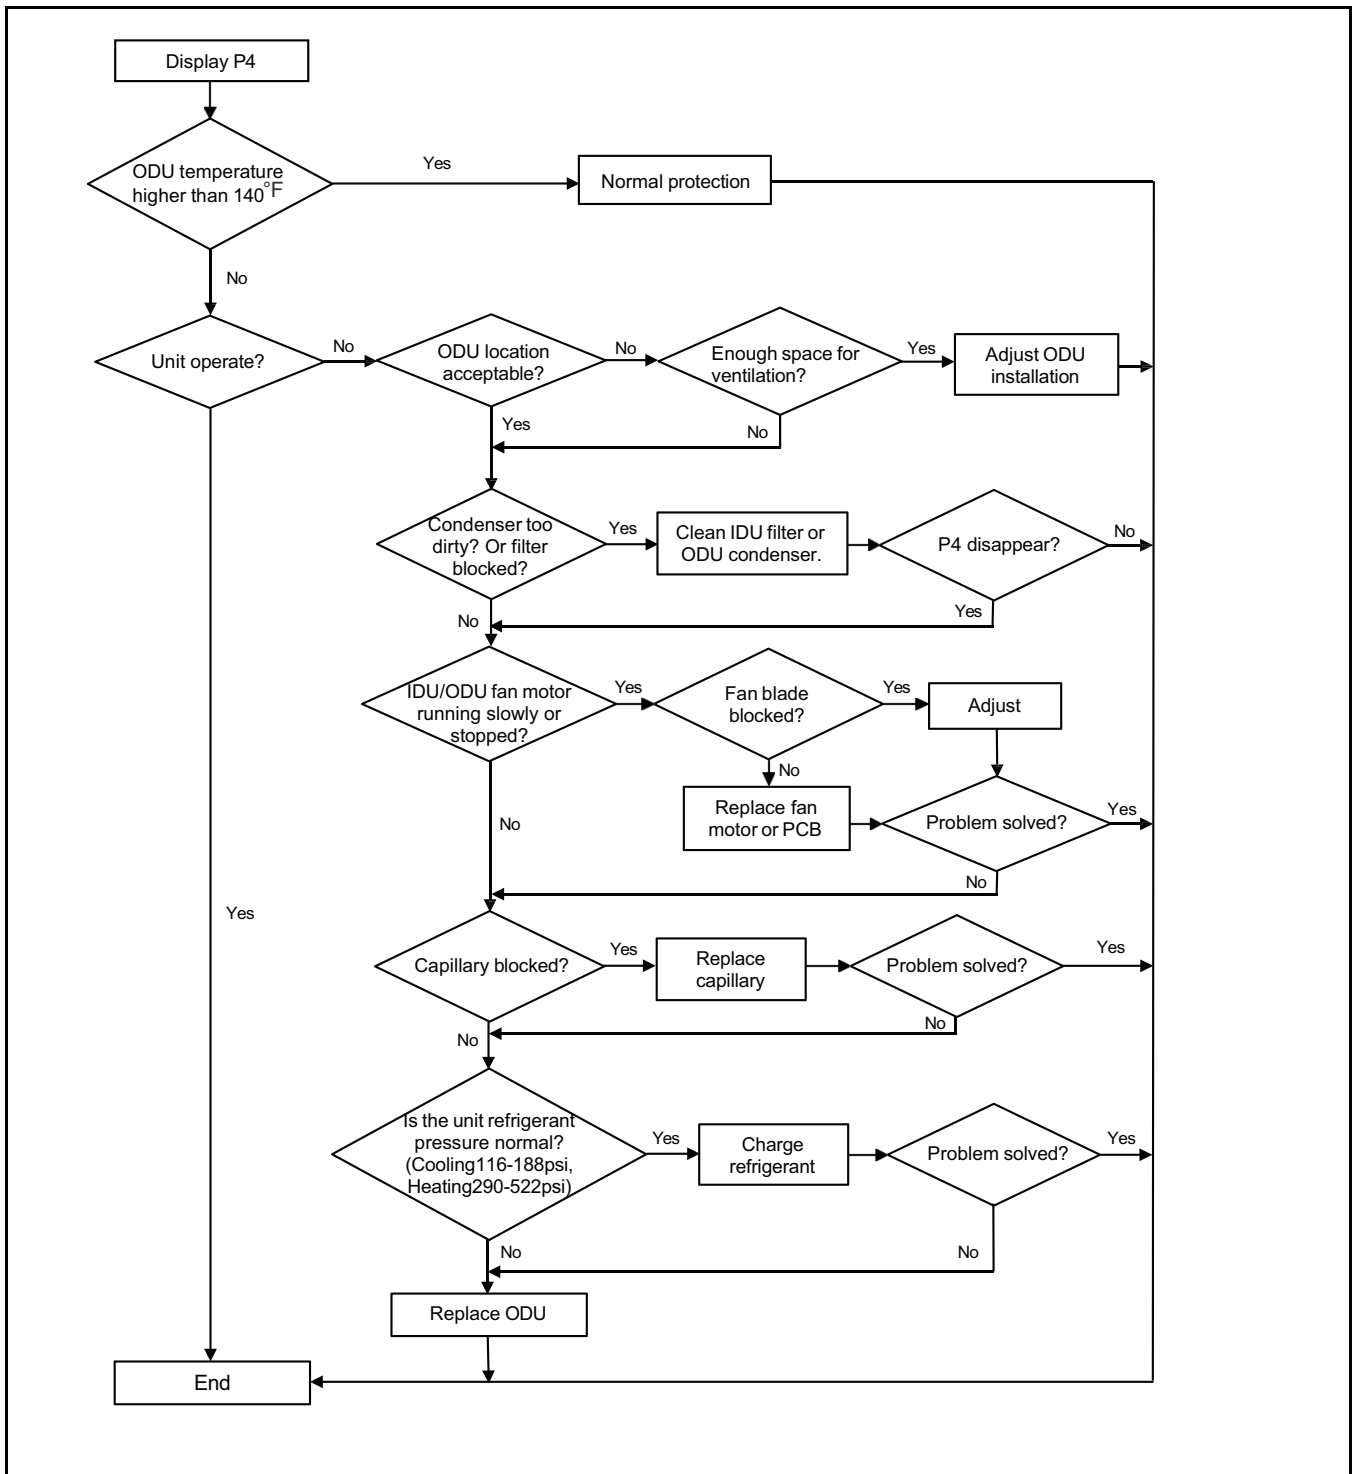 Display P4
ODU temperature
higher than 140°F
Yes
Normal protection
No
Unit operate?
No
ODU location
acceptable?
No
Enough space for
ventilation?
Yes
Adjust ODU
installation
Yes
No
Condenser too
dirty? Or filter
blocked?
Yes
Clean IDU filter or
ODU condenser.
P4 disappear?
No
No
Yes
IDU/ODU fan motor
running slowly or
stopped?
Yes
Fan blade
blocked?
Yes
Adjust
No
No
Replace fan
motor or PCB
Problem solved?
Yes
No
Yes
Capillary blocked?
Yes
Replace
capillary
Problem solved?
Yes
No
No
Is the unit refrigerant
pressure normal?
(Cooling116-188psi,
Heating290-522psi)
Yes
Charge
refrigerant
Problem solved?
Yes
No
No
Replace ODU
End